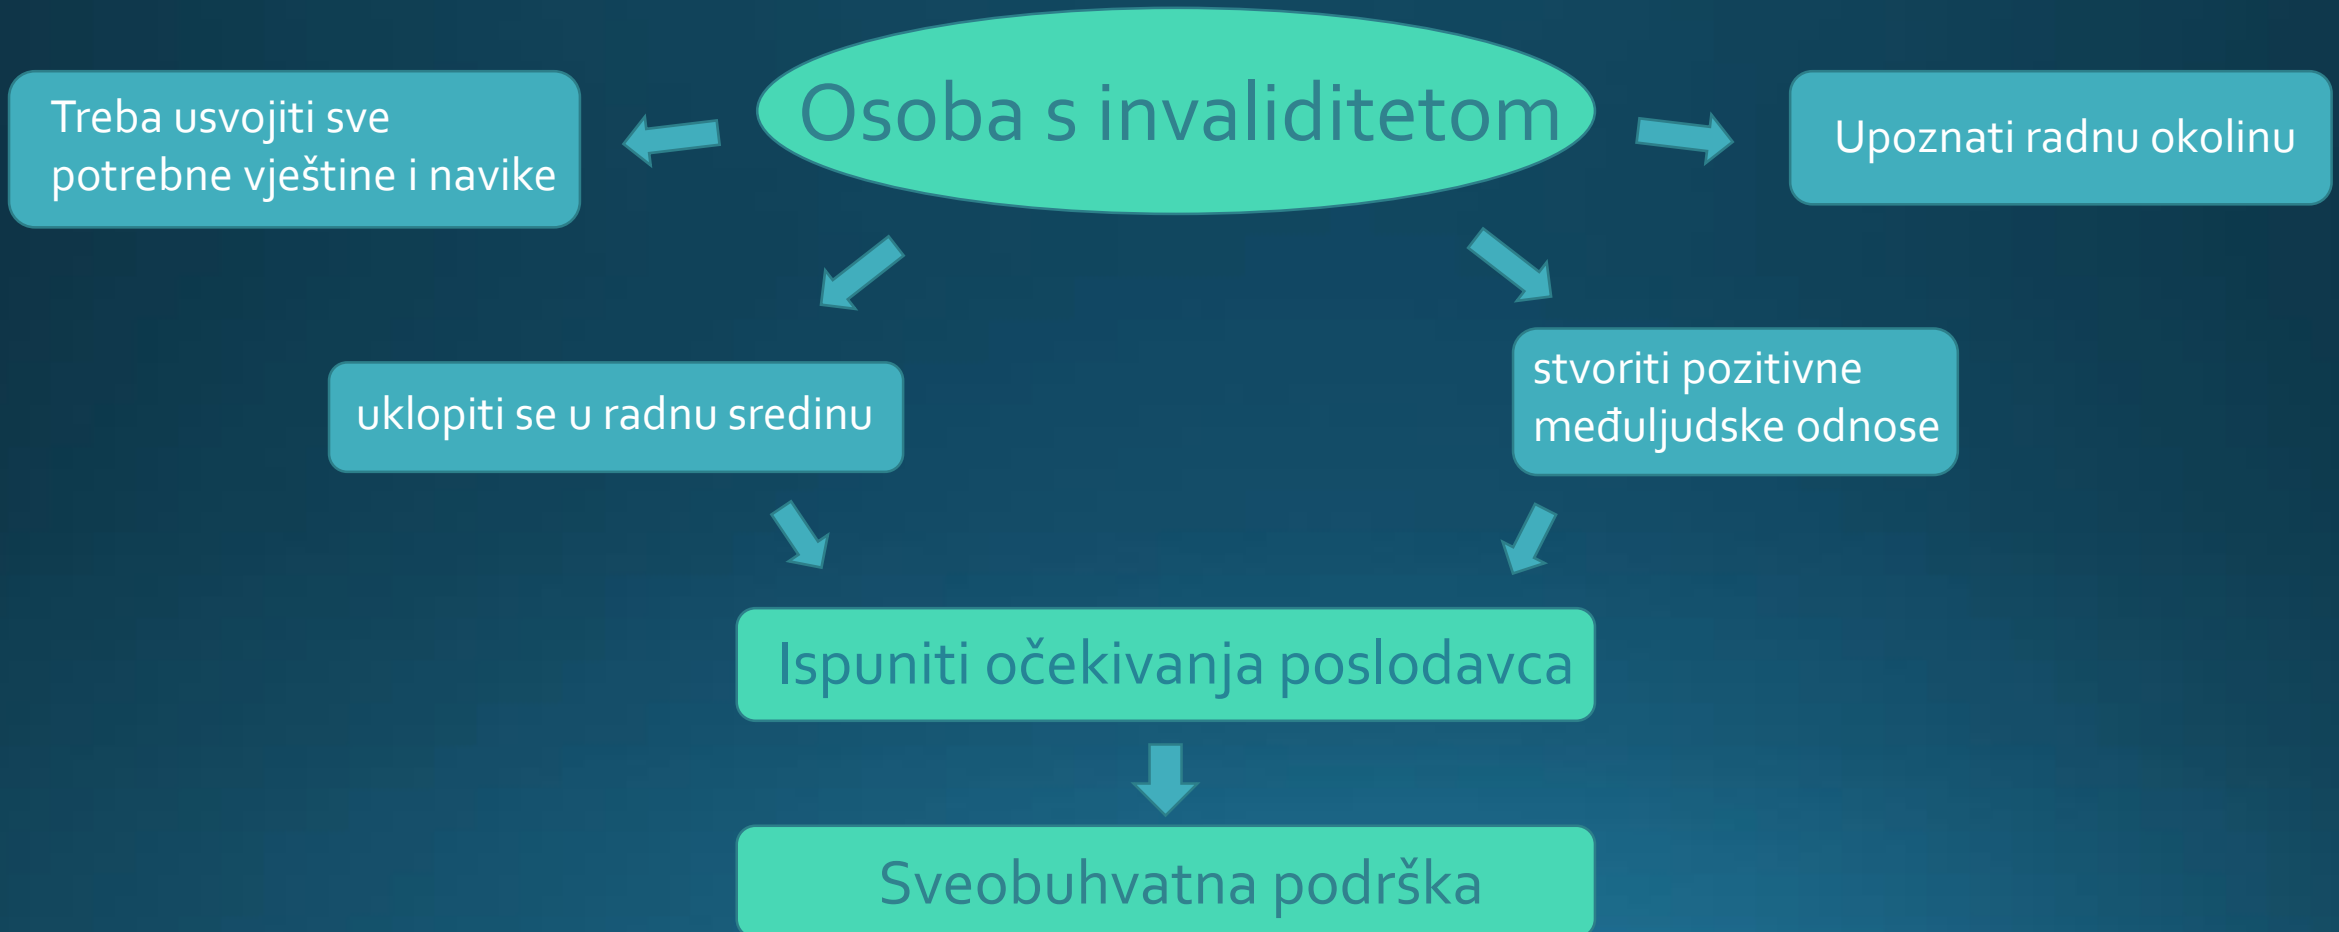 Osoba s invaliditetom
Treba usvojiti sve
potrebne vještine i navike
Upoznati radnu okolinu
uklopiti se u radnu sredinu
stvoriti pozitivne
međuljudske odnose
Ispuniti očekivanja poslodavca
Sveobuhvatna podrška